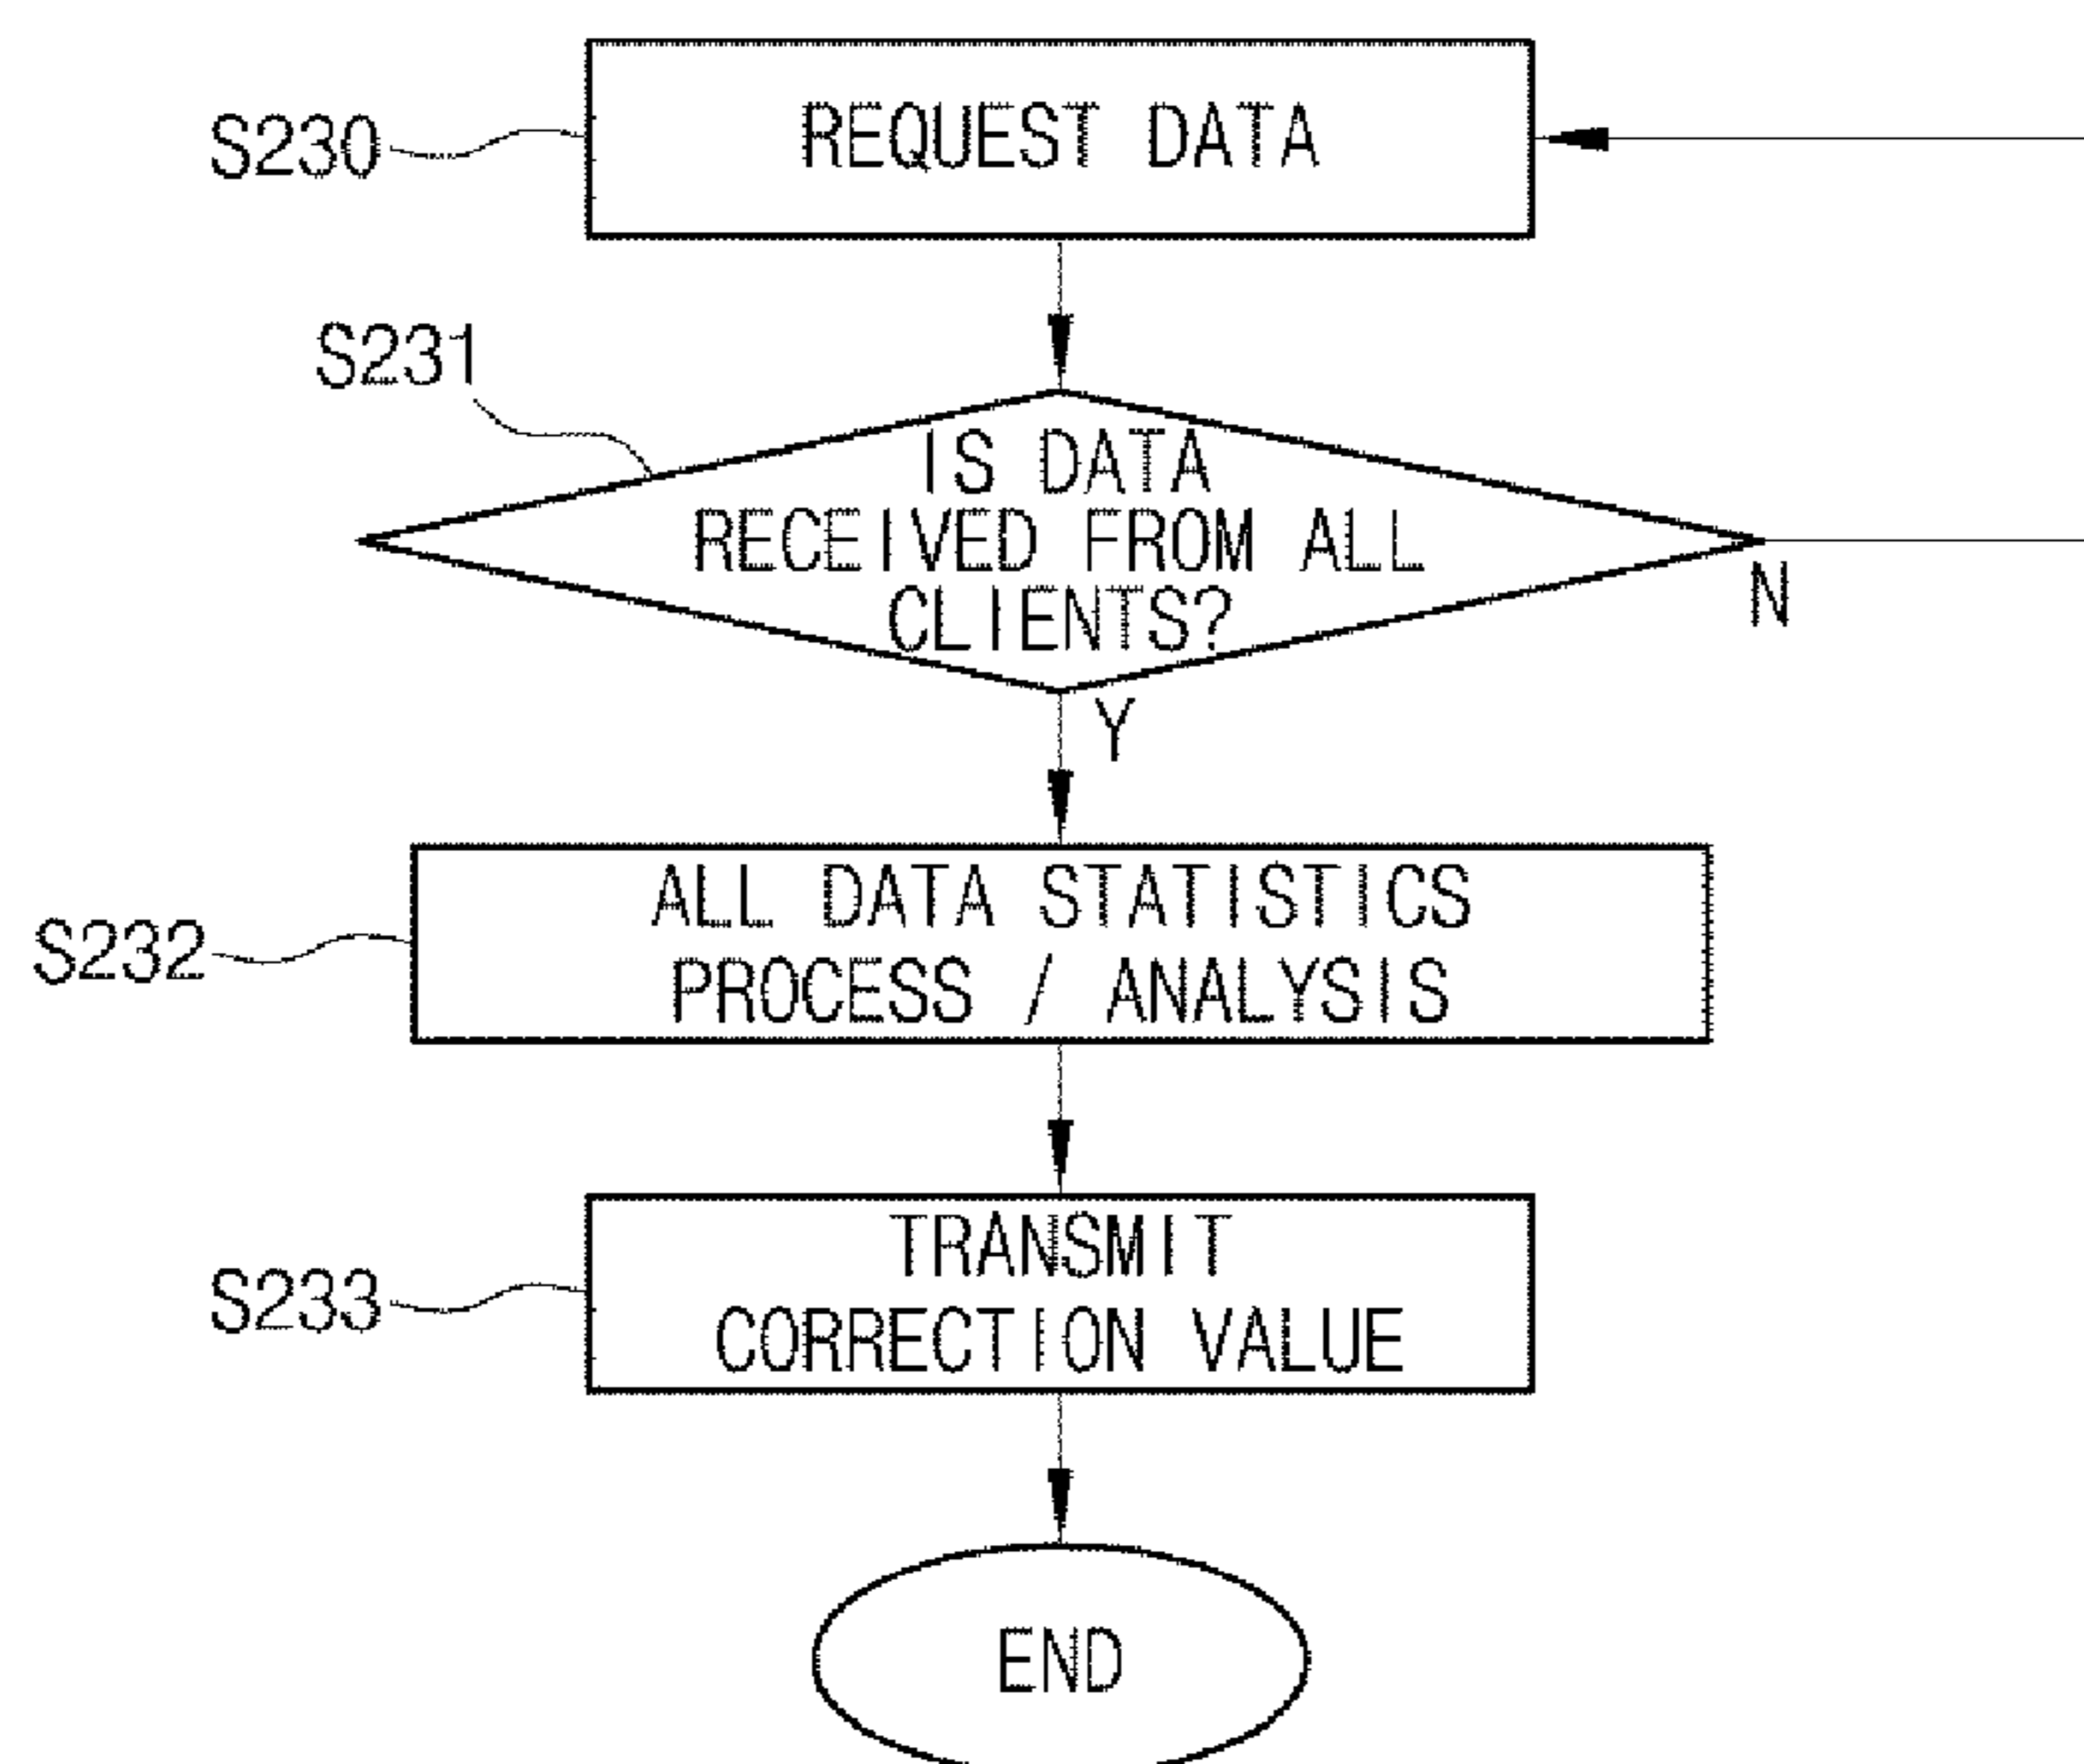 S230
REQUEST DATA
S231
IS DATA
RECEIVED FROM ALL
CLIENTS?
N
Y
S232
ALL DATA STATISTICS
PROCESS / ANALYSIS
S233
TRANSMIT
CORRECTION VALUE
END